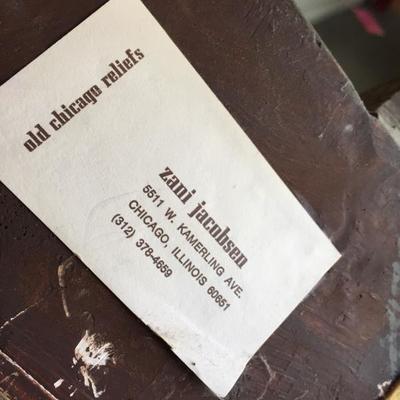 old chicago reliefs
zani jacobsen
5511 W. KAMERLING AVE.
CHICAGO, ILLINOIS 60651
(312) 378-4659